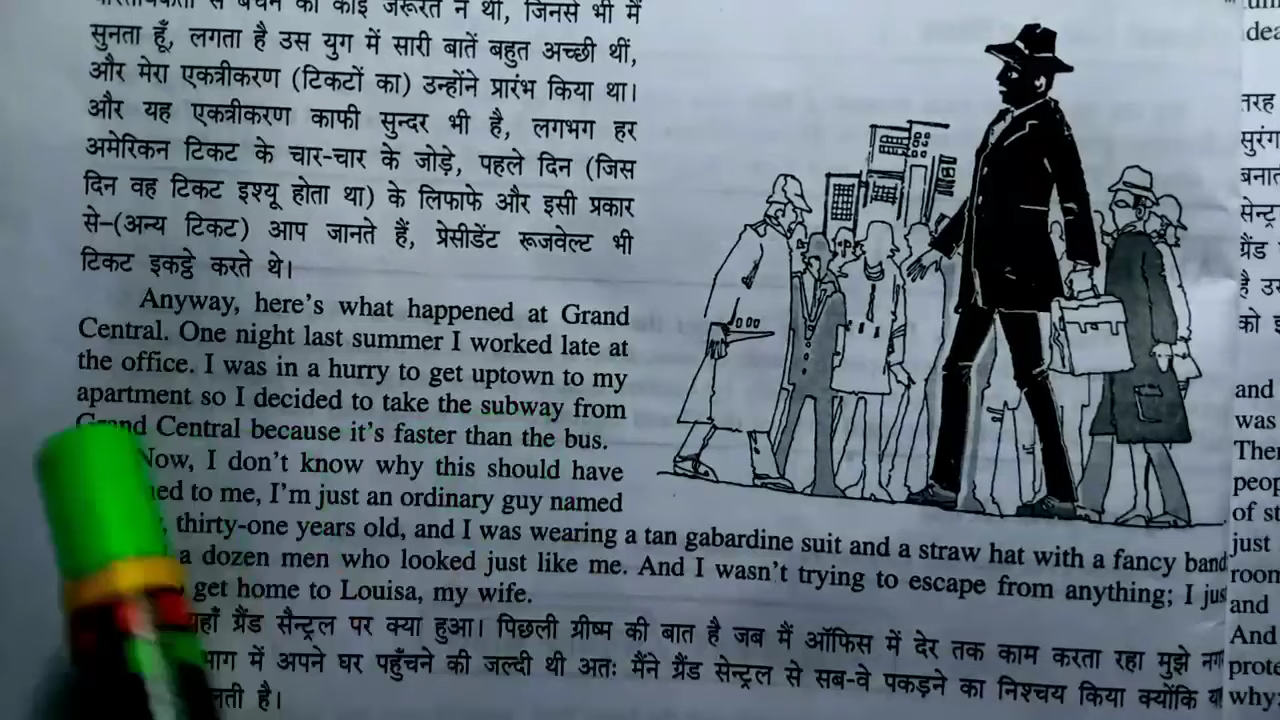 सुनता हूँ, लगता है उस युग में सारी बातें बहुत अच्छी थीं,
और मेरा एकत्रीकरण (टिकटों का) उन्होंने प्रारंभ किया था।
और यह एकत्रीकरण काफी सुन्दर भी है, लगभग हर
अमेरिकन टिकट के चार-चार के जोड़े, पहले दिन (जिस
दिन वह टिकट इश्यू होता था) के लिफाफे और इसी प्रकार
से-(अन्य टिकट) आप जानते हैं, प्रेसीडेंट रूजवेल्ट भी
टिकट इकट्ठे करते थे।
Anyway, here's what happened at Grand
Central. One night last summer I worked late at
the office. I was in a hurry to get uptown to my
apartment so I decided to take the subway from
Grand Central because it's faster than the bus.
Now, I don't know why this should have
to me, I'm just an ordinary guy named
thirty-one years old, and I was wearing a tan gabardine suit and a straw hat with a fancy band
a dozen men who looked just like me. And I wasn't trying to escape from anything; I
get home to Louisa, my wife.
ग्रैंड सैन्ट्रल पर क्या हुआ। पिछली ग्रीष्म की बात है जब मैं ऑफिस में देर तक काम करता रहा मुझे
में अपने घर पहुँचने की जल्दी थी अतः मैंने ग्रैंड सेन्ट्रल से सब-वे पकड़ने का निश्चय किया क्योंकि
है।
तरह
ग्रैंड
है
को
and
was
of
just
room
and
And
why